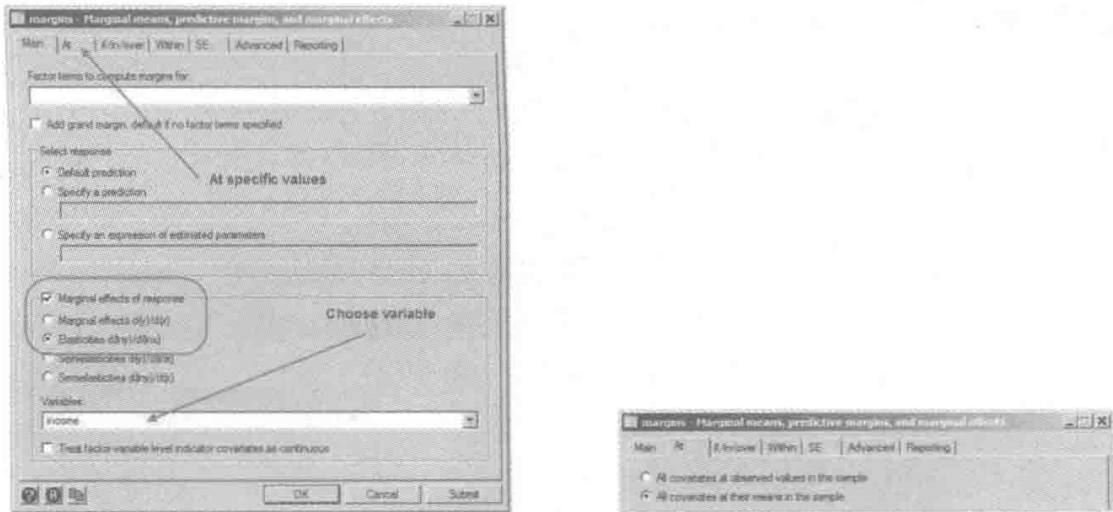 margins - Marginal means, predictive margins, and marginal effects
Main At if/in/over Within SE Advanced Reporting
Factor terms to compute margins for:
Add grand margin, default if no factor terms specified
Select response
Default prediction
At specific values
Specify a prediction
Specify an expression of estimated parameters
Marginal effects of response
Marginal effects d(y)/d(x)
Choose variable
Elasticities d(lny)/d(lnx)
Semielasticities d(y)/d(lnx)
Semielasticities d(lny)/d(x)
Variables:
income
Treat factor-variable level indicator covariates as continuous
OK Cancel Submit
margins - Marginal means, predictive margins, and marginal effects
Main At if/in/over Within SE Advanced Reporting
All covariates at observed values in the sample
All covariates at their means in the sample